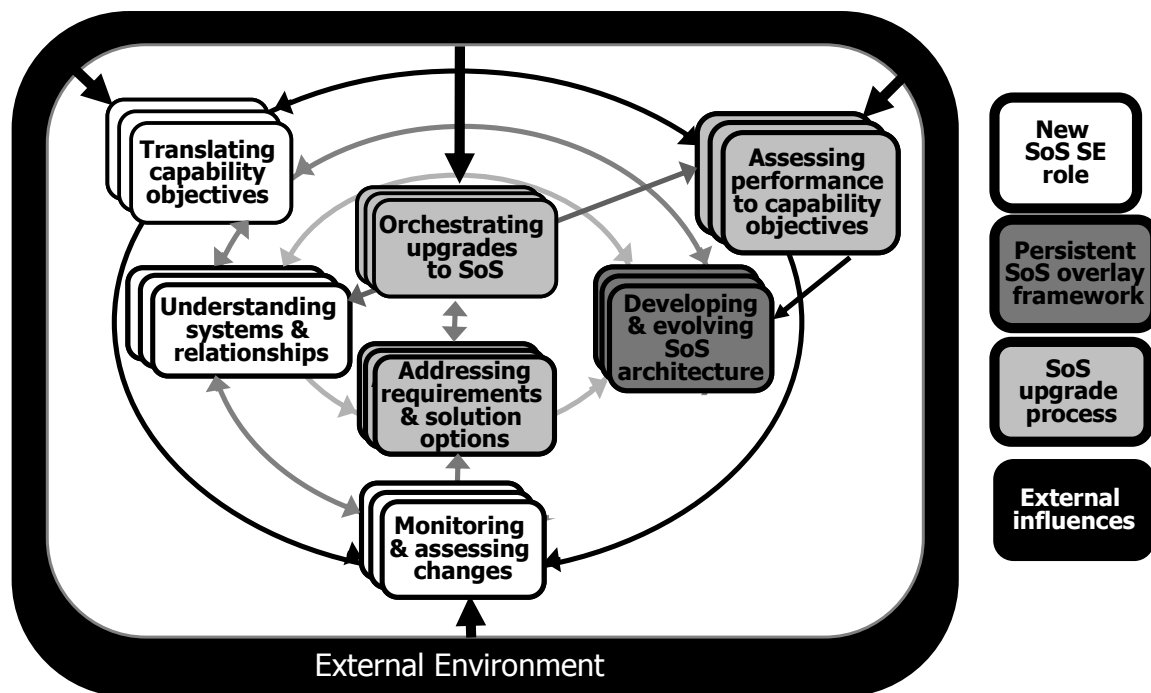 Translating
capability
objectives
Assessing
performance
to capability
objectives
Orchestrating
upgrades
to SoS
Understanding
systems &
relationships
Developing
& evolving
SoS
architecture
Addressing
requirements
& solution
options
Monitoring
& assessing
changes
External Environment
New
SoS SE
role
Persistent
SoS overlay
framework
SoS
upgrade
process
External
influences